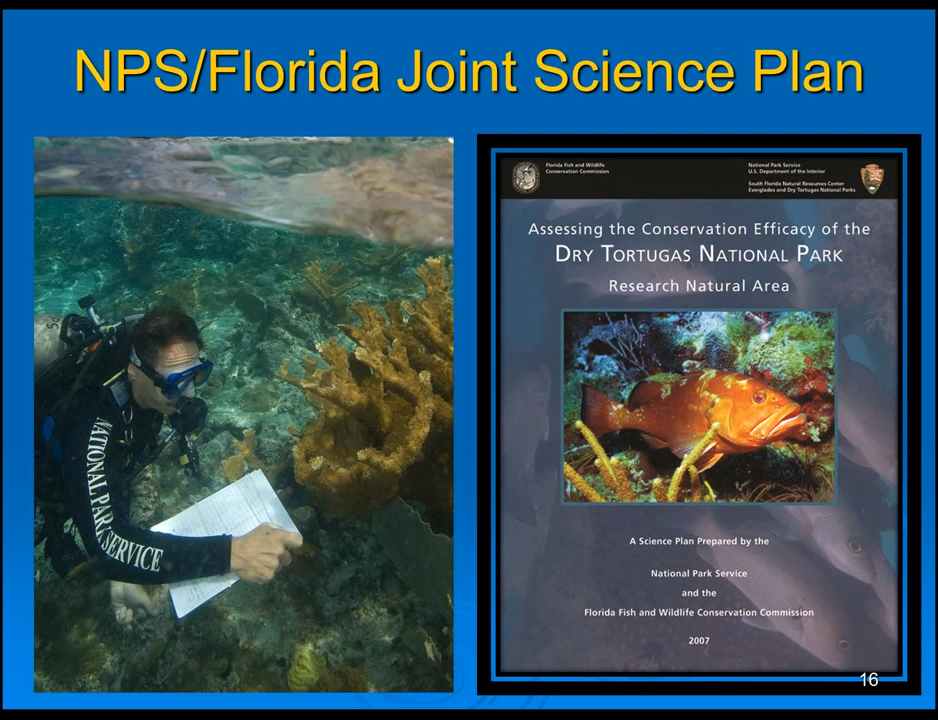 NPS/Florida Joint Science Plan
NATIONAL PARK SERVICE
Florida Fish and Wildlife
Conservation Commission
National Park Service
U.S. Department of the Interior
South Florida Natural Resources Center
Everglades and Dry Tortugas National Parks
Assessing the Conservation Efficacy of the
DRY TORTUGAS NATIONAL PARK
Research Natural Area
A Science Plan Prepared by the
National Park Service
and the
Florida Fish and Wildlife Conservation Commission
2007
16